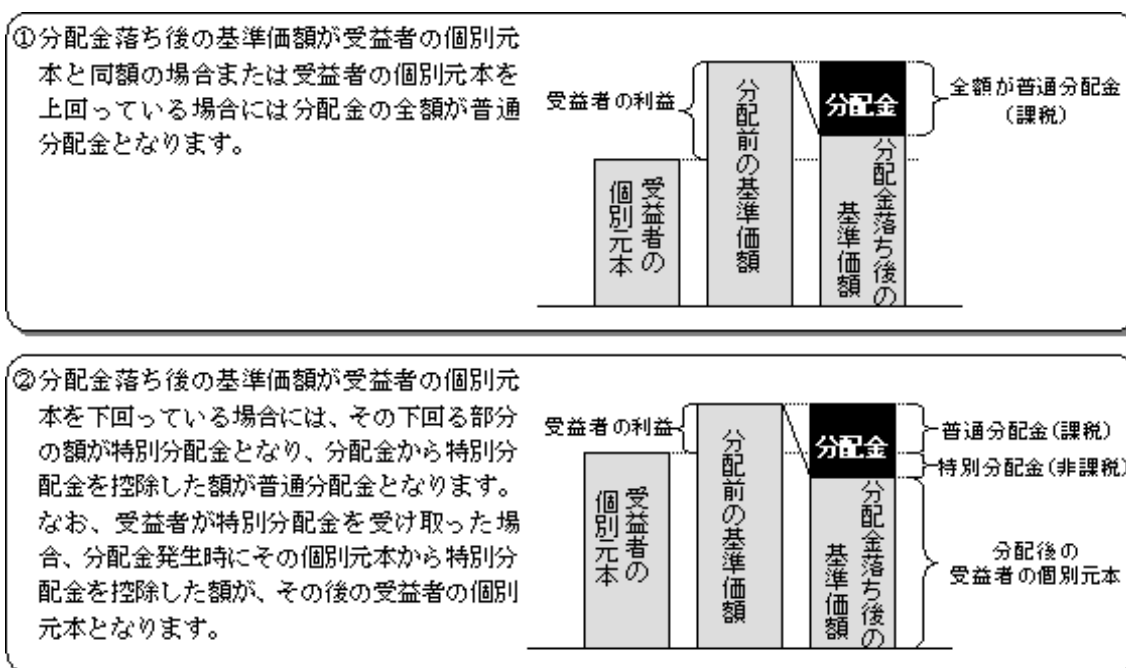 ①分配金落ち後の基準価額が受益者の個別元
本と同額の場合または受益者の個別元本を
上回っている場合には分配金の全額が普通
分配金となります。
受益者の利益
受益者の
個別元本
分配前の基準価額
分配金
分配金落ち後の
基準価額
全額が普通分配金
(課税)
②分配金落ち後の基準価額が受益者の個別元
本を下回っている場合には、その下回る部分
の額が特別分配金となり、分配金から特別分
配金を控除した額が普通分配金となります。
なお、受益者が特別分配金を受け取った場
合、分配金発生時にその個別元本から特別分
配金を控除した額が、その後の受益者の個別
元本となります。
受益者の利益
受益者の
個別元本
分配前の基準価額
分配金
分配金落ち後の
基準価額
普通分配金(課税)
特別分配金(非課税)
分配後の
受益者の個別元本